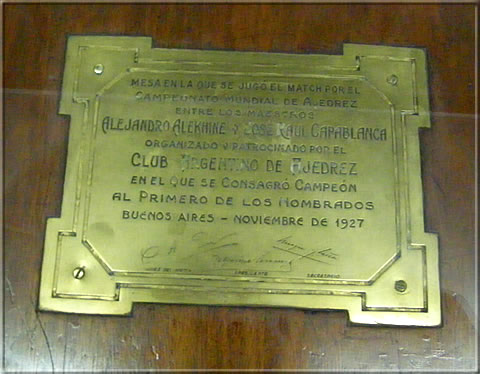 MESA EN LA QUE SE JUGÓ EL MATCH POR EL
CAMPEONATO MUNDIAL DE AJEDREZ
ENTRE LOS MAESTROS
ALEJANDRO ALEKHINE Y JOSE RAUL CAPABLANCA
ORGANIZADO Y PATROCINADO POR EL
CLUB ARGENTINO DE AJEDREZ
EN EL QUE SE CONSAGRÓ CAMPEÓN
AL PRIMERO DE LOS NOMBRADOS
BUENOS AIRES - NOVIEMBRE DE 1927
SECRETARIO